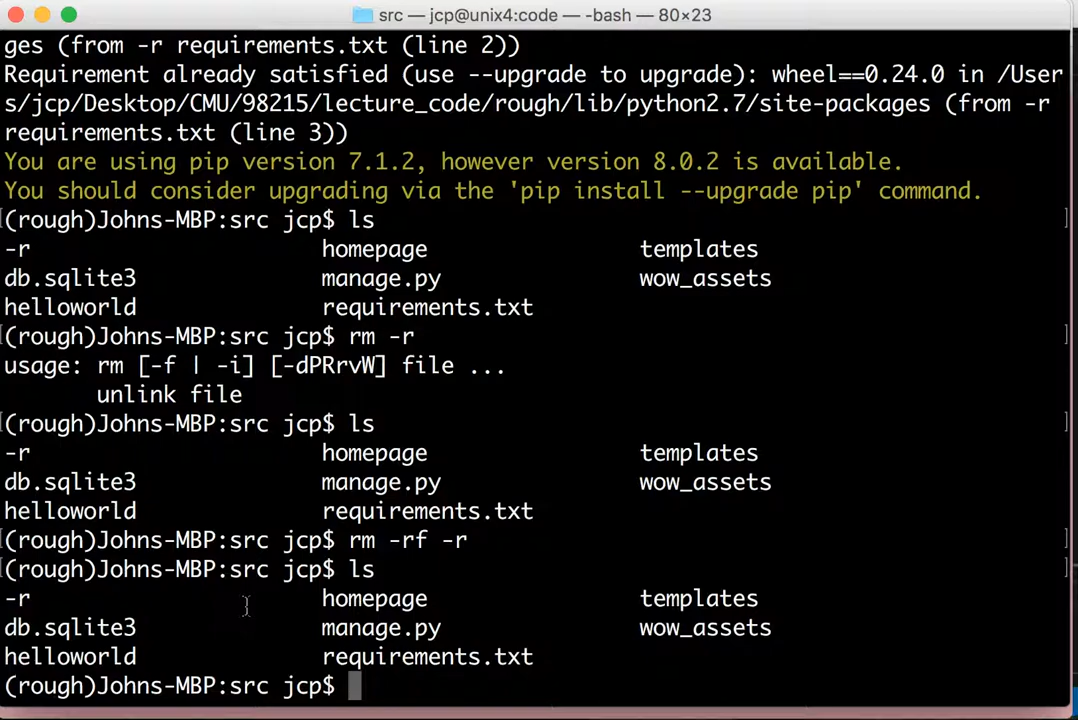 src — jcp@unix4:code — -bash — 80×23
ges (from -r requirements.txt (line 2))
Requirement already satisfied (use --upgrade to upgrade): wheel==0.24.0 in /User
s/jcp/Desktop/CMU/98215/lecture_code/rough/lib/python2.7/site-packages (from -r
requirements.txt (line 3))
You are using pip version 7.1.2, however version 8.0.2 is available.
You should consider upgrading via the 'pip install --upgrade pip' command.
[(rough)Johns-MBP:src jcp$ ls ]
-r homepage templates
db.sqlite3 manage.py wow_assets
helloworld requirements.txt
[(rough)Johns-MBP:src jcp$ rm -r ]
usage: rm [-f | -i] [-dPRrvW] file ...
unlink file
[(rough)Johns-MBP:src jcp$ ls ]
-r homepage templates
db.sqlite3 manage.py wow_assets
helloworld requirements.txt
[(rough)Johns-MBP:src jcp$ rm -rf -r ]
[(rough)Johns-MBP:src jcp$ ls ]
-r homepage templates
db.sqlite3 manage.py wow_assets
helloworld requirements.txt
(rough)Johns-MBP:src jcp$